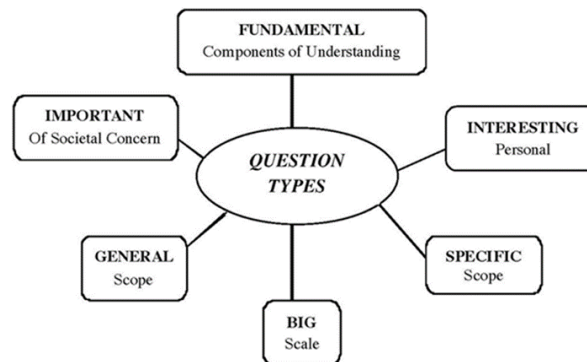 FUNDAMENTAL
Components of Understanding
IMPORTANT
Of Societal Concern
INTERESTING
Personal
QUESTION
TYPES
GENERAL
Scope
SPECIFIC
Scope
BIG
Scale